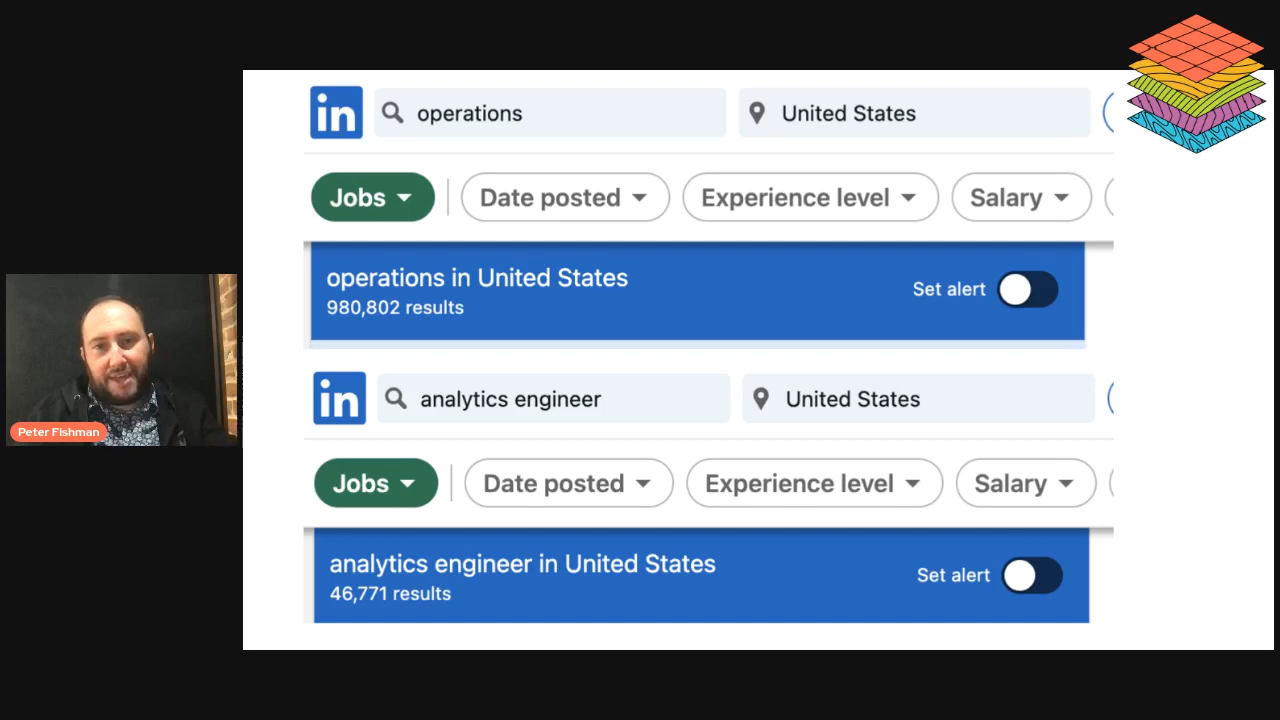 in operations United States
Jobs Date posted Experience level Salary
operations in United States
980,802 results
Set alert
in analytics engineer United States
Jobs Date posted Experience level Salary
analytics engineer in United States
46,771 results
Set alert
Peter Fishman